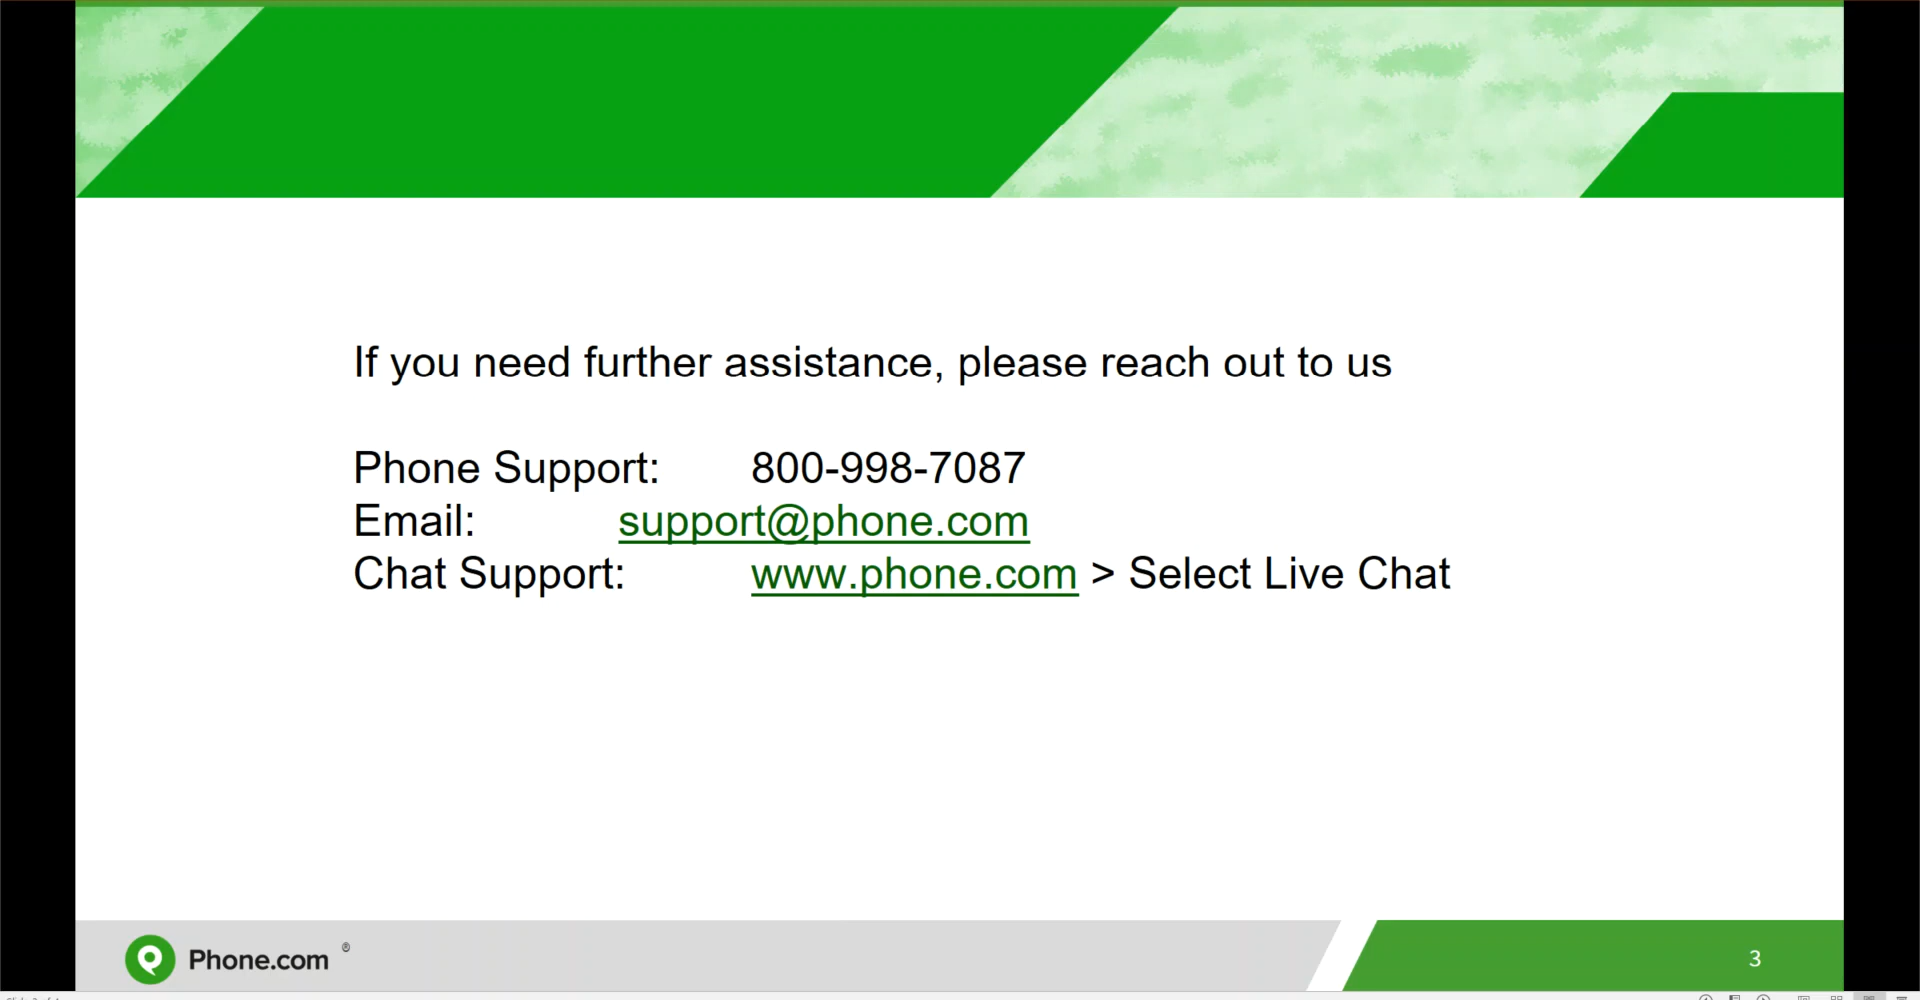 If you need further assistance, please reach out to us
Phone Support: 800-998-7087
Email: support@phone.com
Chat Support: www.phone.com > Select Live Chat
Phone.com ®
3